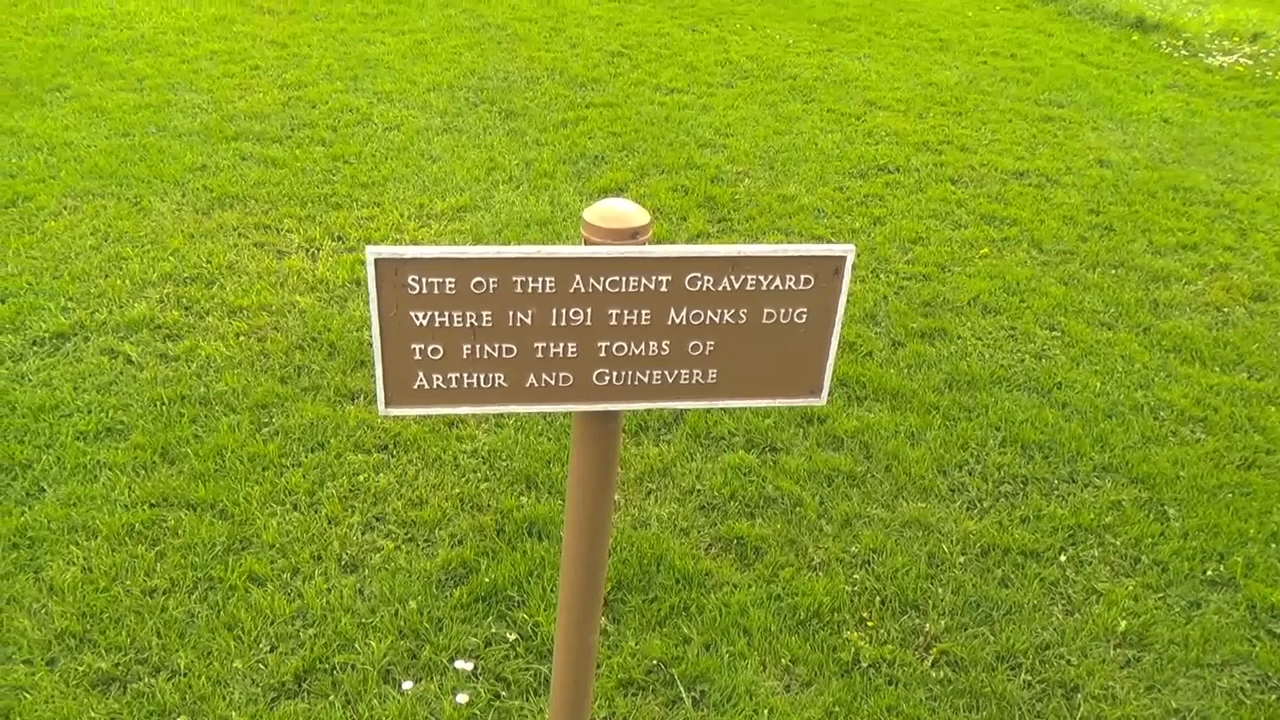 Site of the Ancient Graveyard
where in 1191 the Monks dug
to find the tombs of
Arthur and Guinevere